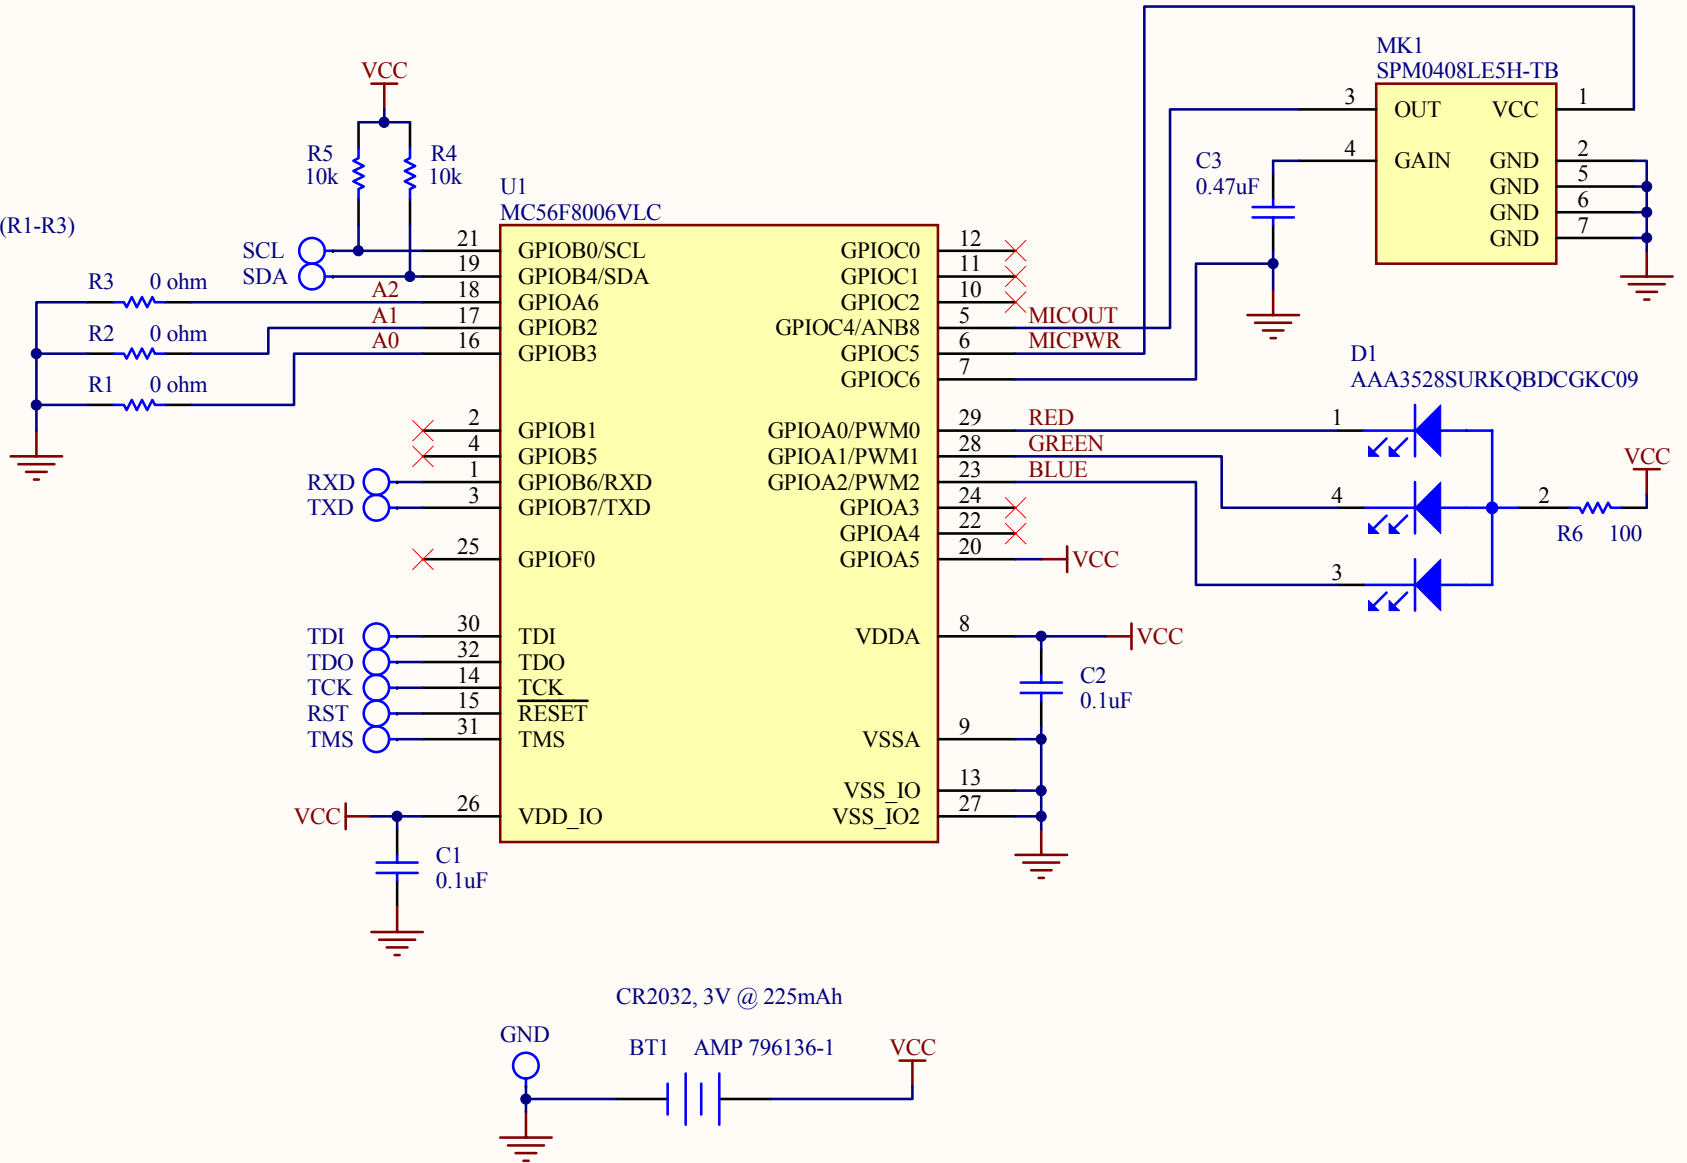 MK1
SPM0408LE5H-TB
3 OUT VCC 1
4 GAIN GND 2
GND 5
GND 6
GND 7
C3
0.47uF
VCC
R5
10k
R4
10k
(R1-R3)
U1
MC56F8006VLC
SCL 21 GPIOB0/SCL GPIOC0 12
SDA 19 GPIOB4/SDA GPIOC1 11
R3 0 ohm A2 18 GPIOA6 GPIOC2 10
R2 0 ohm A1 17 GPIOB2 GPIOC4/ANB8 5 MICOUT
R1 0 ohm A0 16 GPIOB3 GPIOC5 6 MICPWR
GPIOC6 7
2 GPIOB1 GPIOA0/PWM0 29 RED
4 GPIOB5 GPIOA1/PWM1 28 GREEN
RXD 1 GPIOB6/RXD GPIOA2/PWM2 23 BLUE
TXD 3 GPIOB7/TXD GPIOA3 24
GPIOA4 22
25 GPIOF0 GPIOA5 20 VCC
D1
AAA3528SURKQBDCGKC09
1
4
3
2
R6 100
VCC
TDI 30 TDI VDDA 8 VCC
TDO 32 TDO
TCK 14 TCK
RST 15 RESET
TMS 31 TMS VSSA 9
C2
0.1uF
VSS_IO 13
VCC 26 VDD_IO VSS_IO2 27
C1
0.1uF
CR2032, 3V @ 225mAh
GND
BT1 AMP 796136-1
VCC